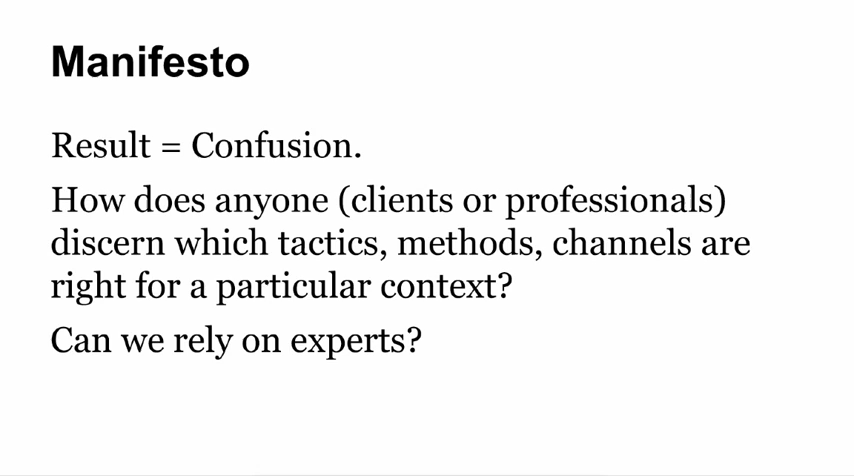 Manifesto
Result = Confusion.
How does anyone (clients or professionals)
discern which tactics, methods, channels are
right for a particular context?
Can we rely on experts?